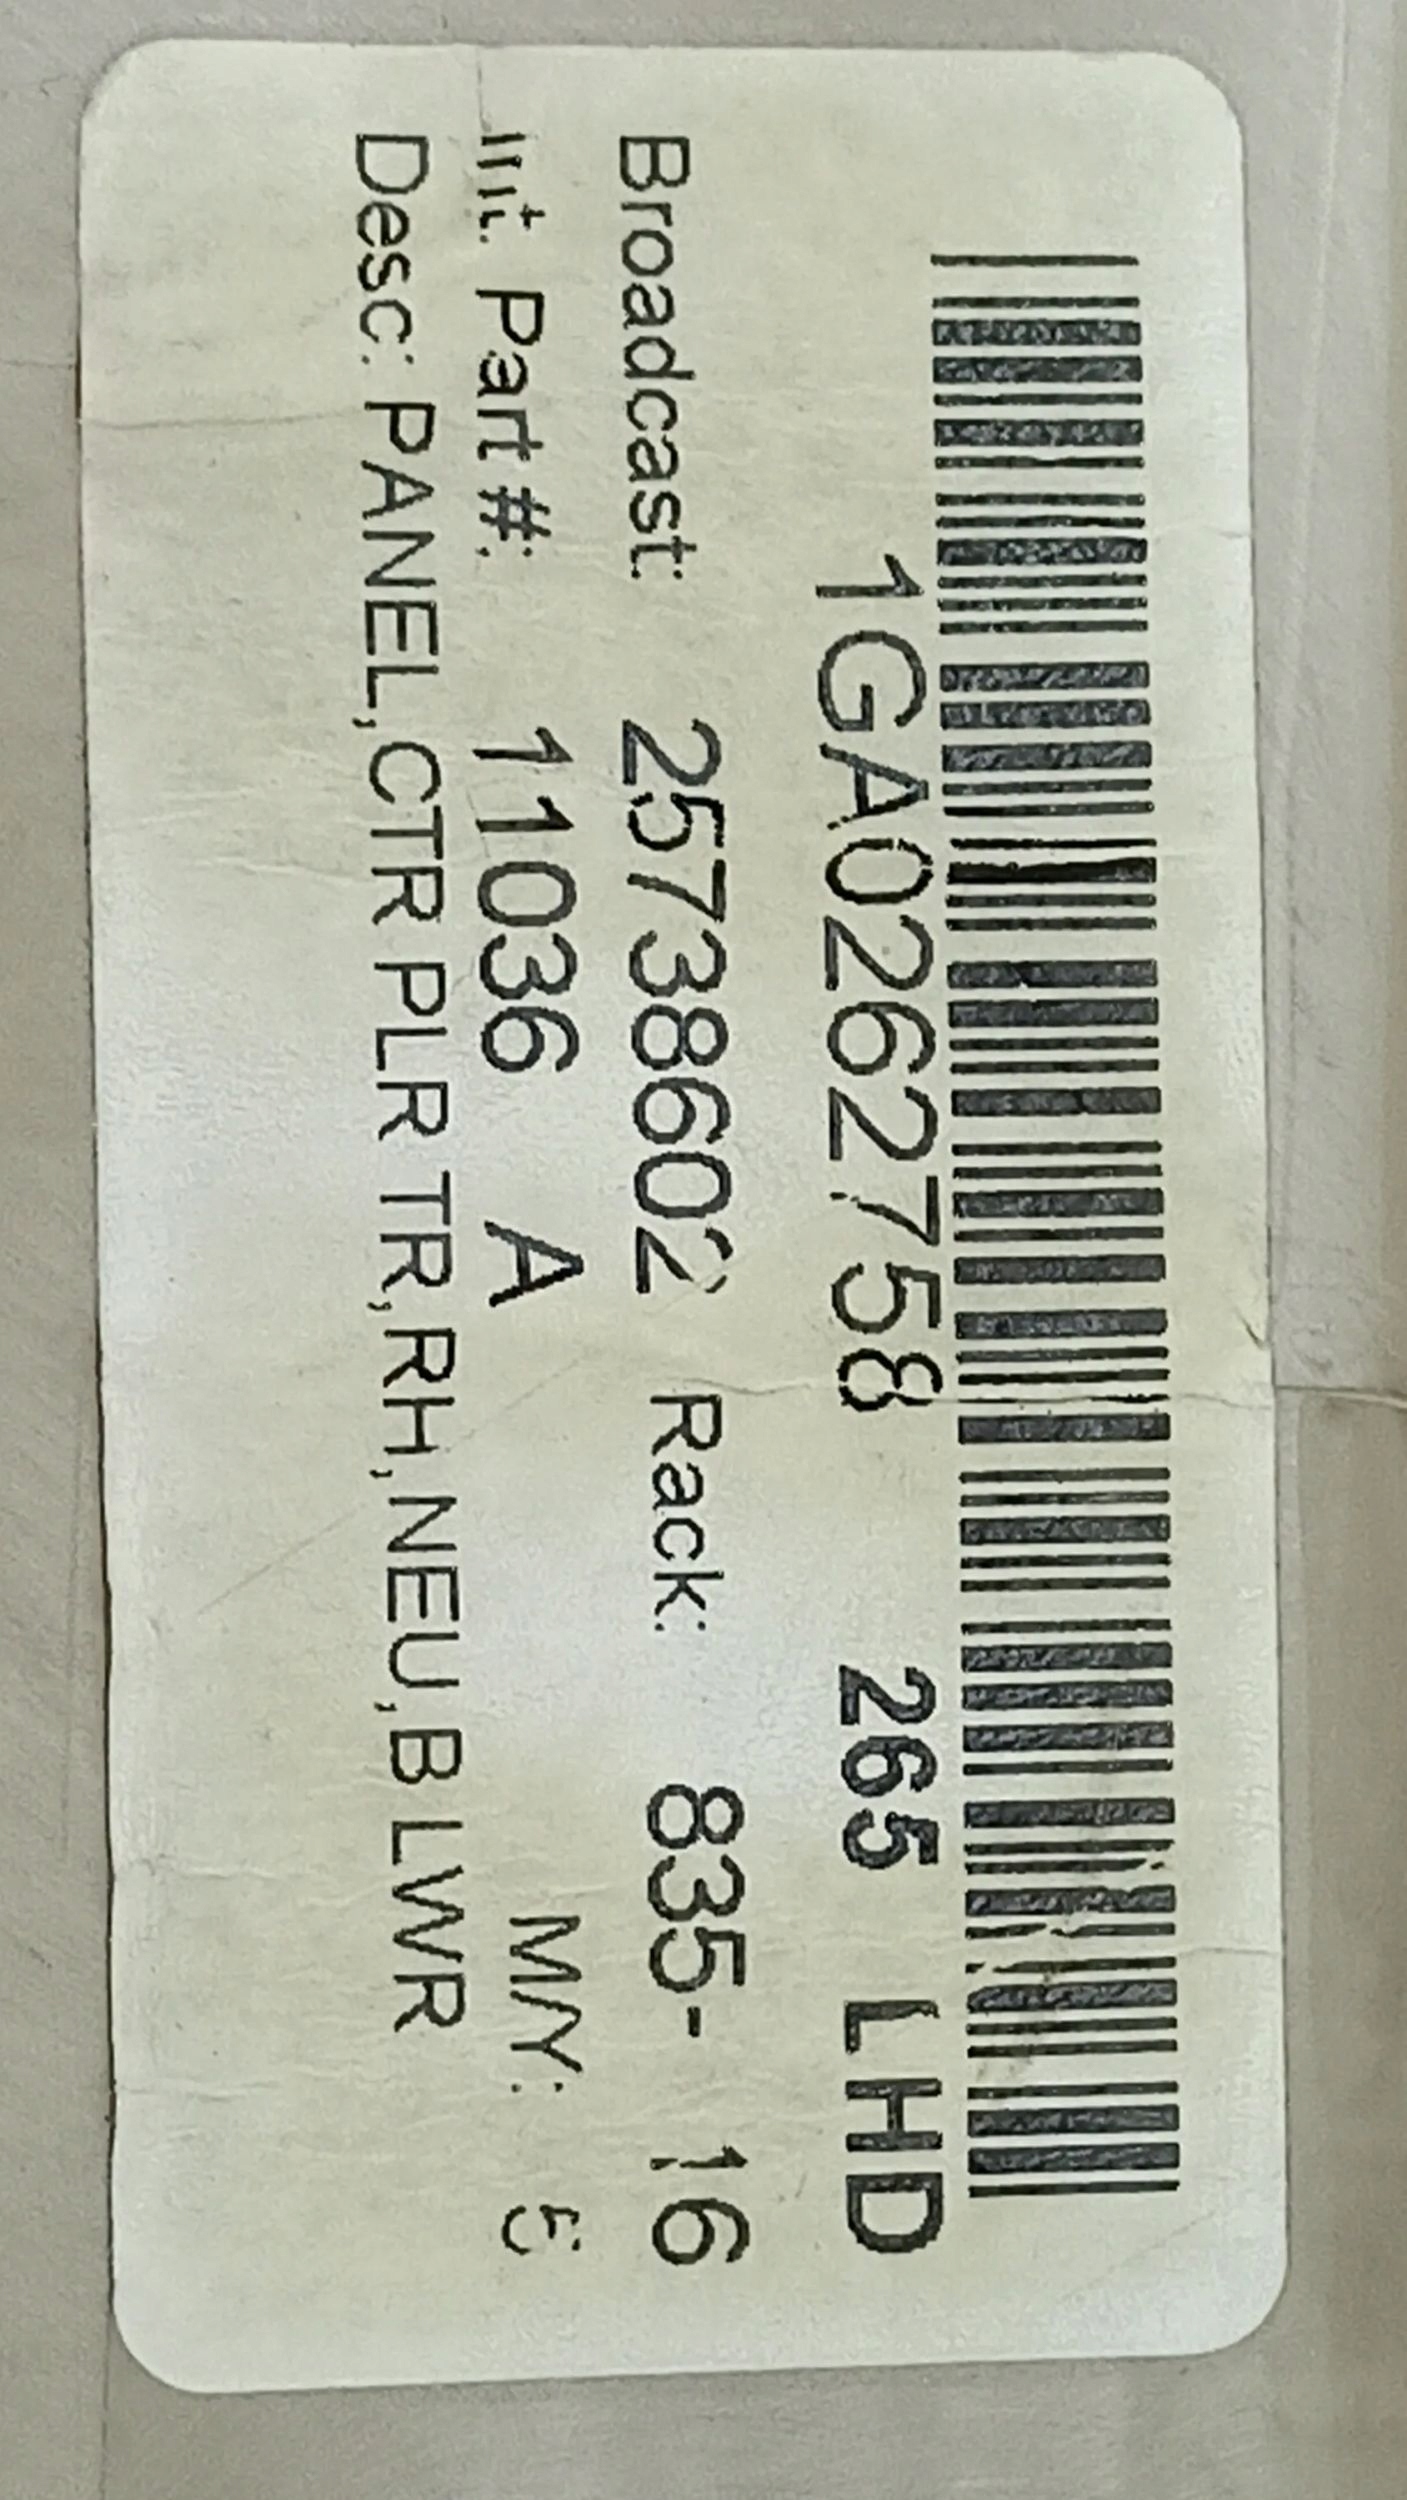 1GA0262758 265 LHD
Broadcast: 25738602 Rack: 835- 16
Int. Part #: 11036 A M/Y: 5
Desc: PANEL,CTR PLR TR,RH,NEU,B LWR